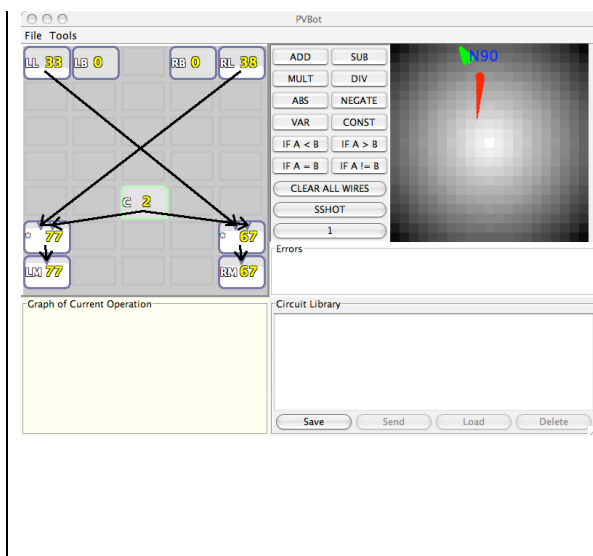 PVBot
File Tools
LL 33 LB 0 RB 0 RL 38
ADD SUB
MULT DIV
ABS NEGATE
VAR CONST
IF A < B IF A > B
IF A = B IF A != B
CLEAR ALL WIRES
SSHOT
1
N90
C 2
77 67
LM 77 RM 67
Errors
Graph of Current Operation
Circuit Library
Save Send Load Delete